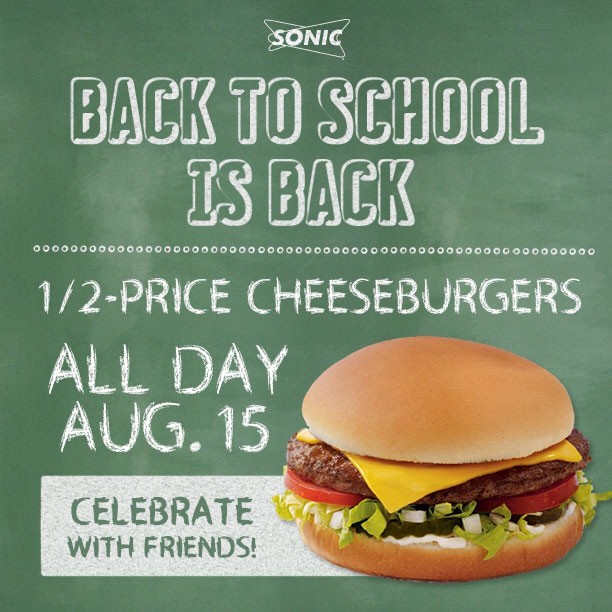 SONIC
BACK TO SCHOOL
IS BACK
1/2-PRICE CHEESEBURGERS
ALL DAY
AUG. 15
CELEBRATE
WITH FRIENDS!